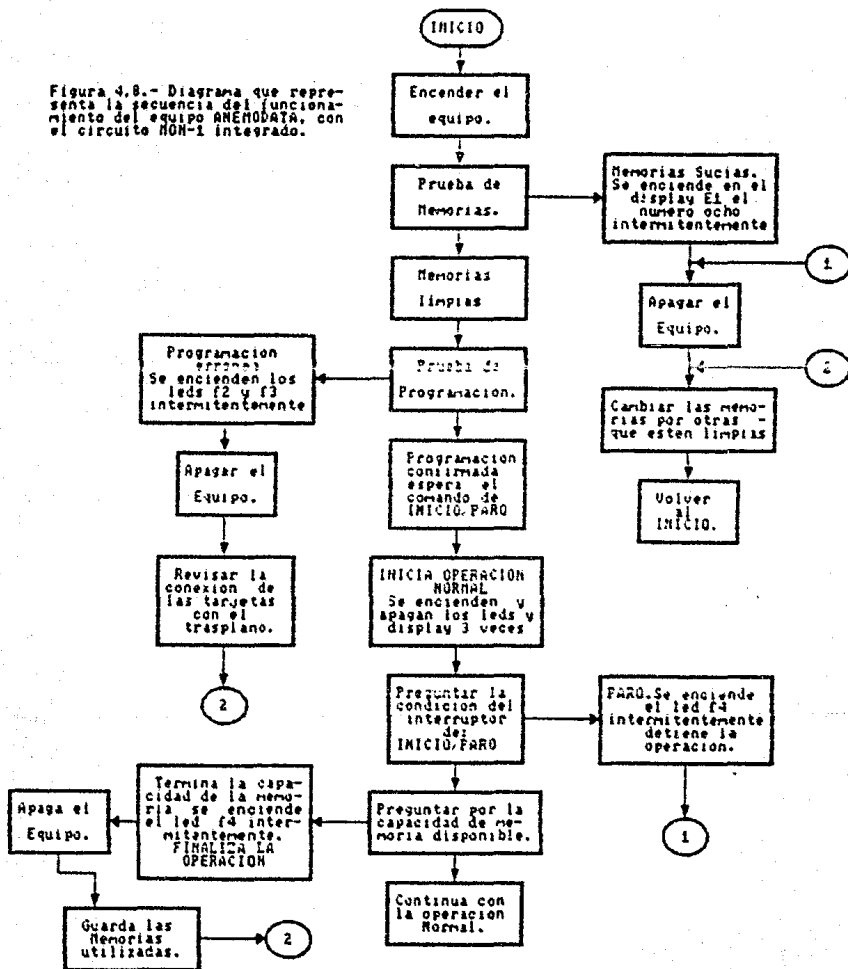 INICIO
Figura 4.8.- Diagrama que repre-
senta la secuencia del funciona-
miento del equipo ANEMODATA, con
el circuito MON-1 integrado.
Encender el
equipo.
Prueba de
Memorias.
Memorias Sucias.
Se enciende en el
display E1 el
numero ocho
intermitentemente
1
Memorias
limpias
Apagar el
Equipo.
2
Programacion
erronea
Se encienden los
leds f2 y f3
intermitentemente
Prueba de
Programacion.
Cambiar las memo-
rias por otras -
que esten limpias
Apagar el
Equipo.
Programacion
confirmada
espera el
comando de
INICIO/PARO
Volver
al
INICIO.
Revisar la
conexion de
las tarjetas
con el
trasplano.
INICIA OPERACION
NORMAL
Se encienden y
apagan los leds y
display 3 veces
2
Preguntar la
condicion del
interruptor
de:
INICIO/PARO
PARO.Se enciende
el led f4
intermitentemente
detiene la
operación.
1
Apaga el
Equipo.
Termina la capa-
cidad de la memo-
ria se enciende
el led f4 inter-
mitantemente.
FINALIZA LA
OPERACION
Preguntar por la
capacidad de me-
moria disponible.
Continua con
la operacion
Normal.
Guarda las
Memorias
utilizadas.
2